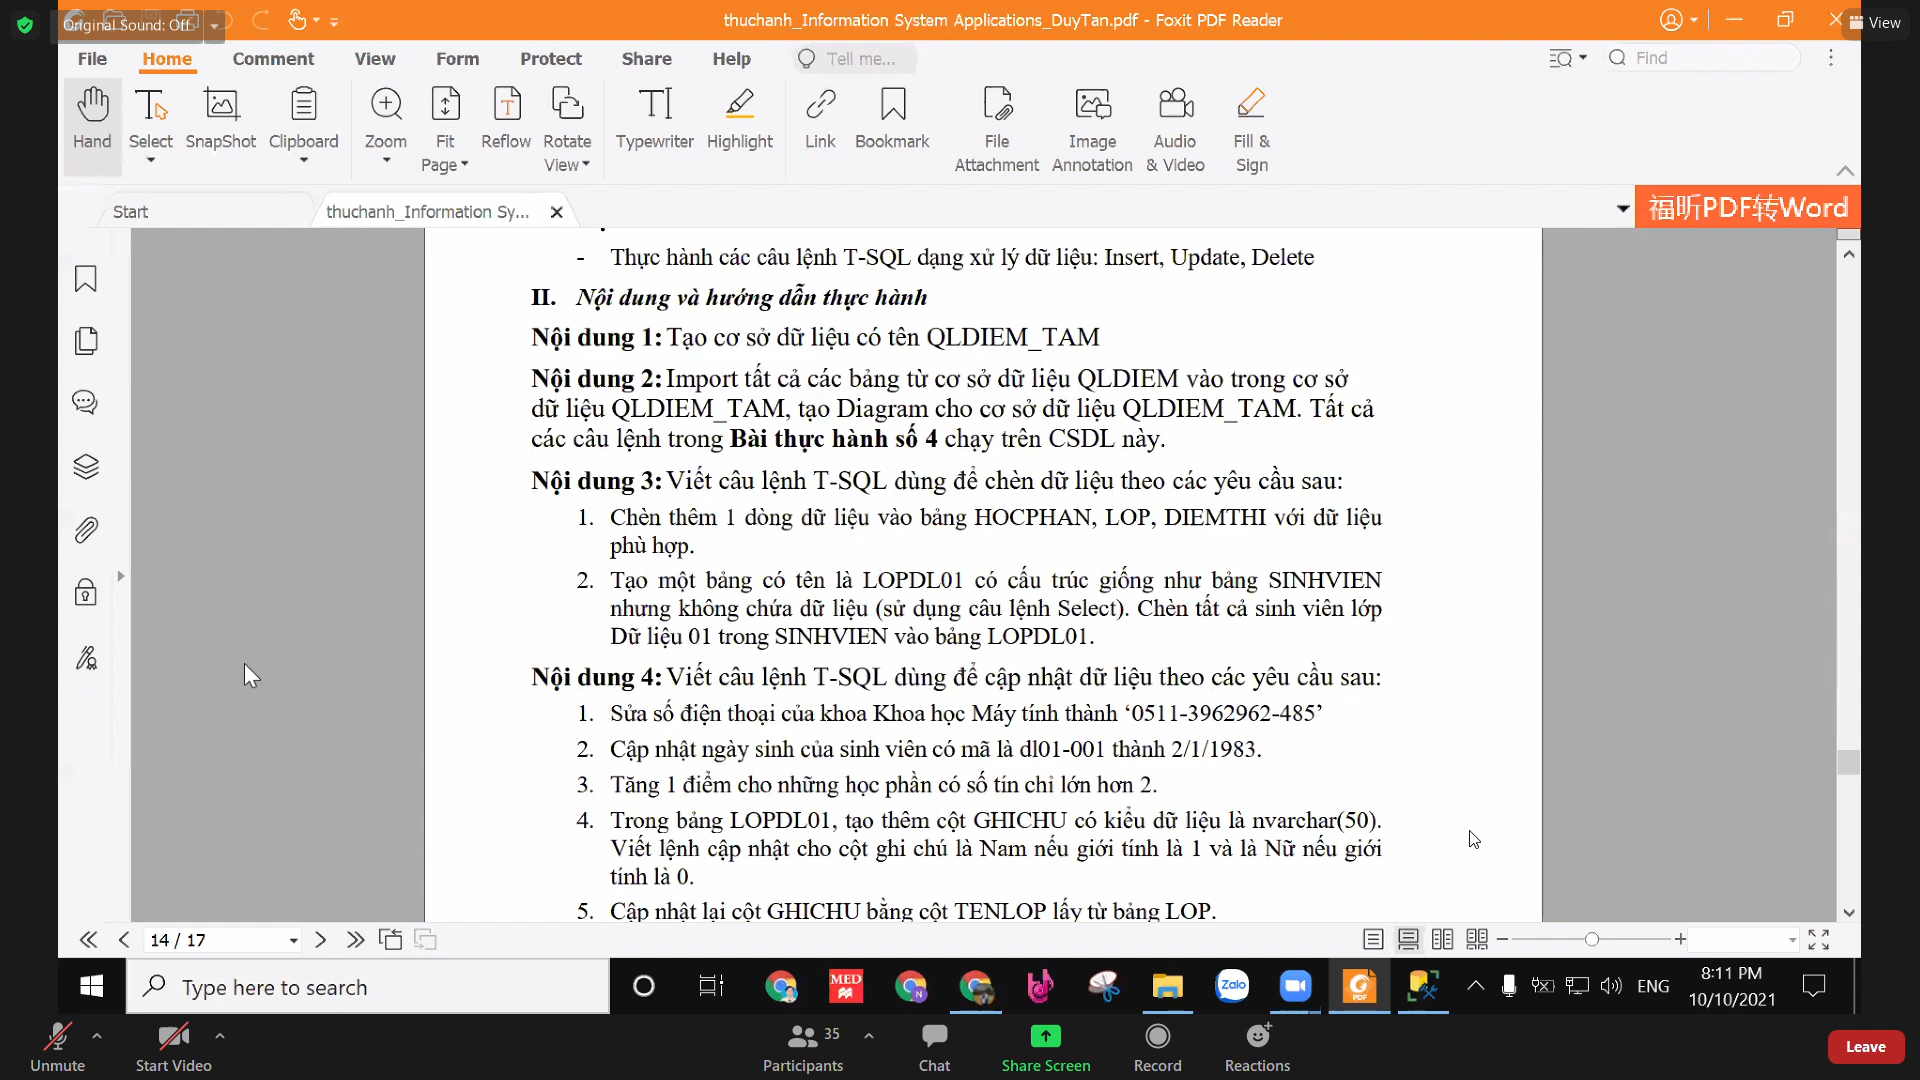 Original Sound: Off
thuchanh_Information System Applications_DuyTan.pdf - Foxit PDF Reader
View
File Home Comment View Form Protect Share Help Tell me... Find
Hand Select SnapShot Clipboard Zoom Fit Page Reflow Rotate View Typewriter Highlight Link Bookmark File Attachment Image Annotation Audio & Video Fill & Sign
Start
thuchanh_Information Sy...
福昕PDF转Word
- Thực hành các câu lệnh T-SQL dạng xử lý dữ liệu: Insert, Update, Delete
II. Nội dung và hướng dẫn thực hành
Nội dung 1: Tạo cơ sở dữ liệu có tên QLDIEM_TAM
Nội dung 2: Import tất cả các bảng từ cơ sở dữ liệu QLDIEM vào trong cơ sở
dữ liệu QLDIEM_TAM, tạo Diagram cho cơ sở dữ liệu QLDIEM_TAM. Tất cả
các câu lệnh trong Bài thực hành số 4 chạy trên CSDL này.
Nội dung 3: Viết câu lệnh T-SQL dùng để chèn dữ liệu theo các yêu cầu sau:
1. Chèn thêm 1 dòng dữ liệu vào bảng HOCPHAN, LOP, DIEMTHI với dữ liệu
phù hợp.
2. Tạo một bảng có tên là LOPDL01 có cấu trúc giống như bảng SINHVIEN
nhưng không chứa dữ liệu (sử dụng câu lệnh Select). Chèn tất cả sinh viên lớp
Dữ liệu 01 trong SINHVIEN vào bảng LOPDL01.
Nội dung 4: Viết câu lệnh T-SQL dùng để cập nhật dữ liệu theo các yêu cầu sau:
1. Sửa số điện thoại của khoa Khoa học Máy tính thành ‘0511-3962962-485’
2. Cập nhật ngày sinh của sinh viên có mã là dl01-001 thành 2/1/1983.
3. Tăng 1 điểm cho những học phần có số tín chỉ lớn hơn 2.
4. Trong bảng LOPDL01, tạo thêm cột GHICHU có kiểu dữ liệu là nvarchar(50).
Viết lệnh cập nhật cho cột ghi chú là Nam nếu giới tính là 1 và là Nữ nếu giới
tính là 0.
5. Cập nhật lại cột GHICHU bằng cột TENLOP lấy từ bảng LOP.
14 / 17
Type here to search
MED
N
Zalo
PDF
ENG
8:11 PM
10/10/2021
Unmute Start Video Participants 35 Chat Share Screen Record Reactions Leave